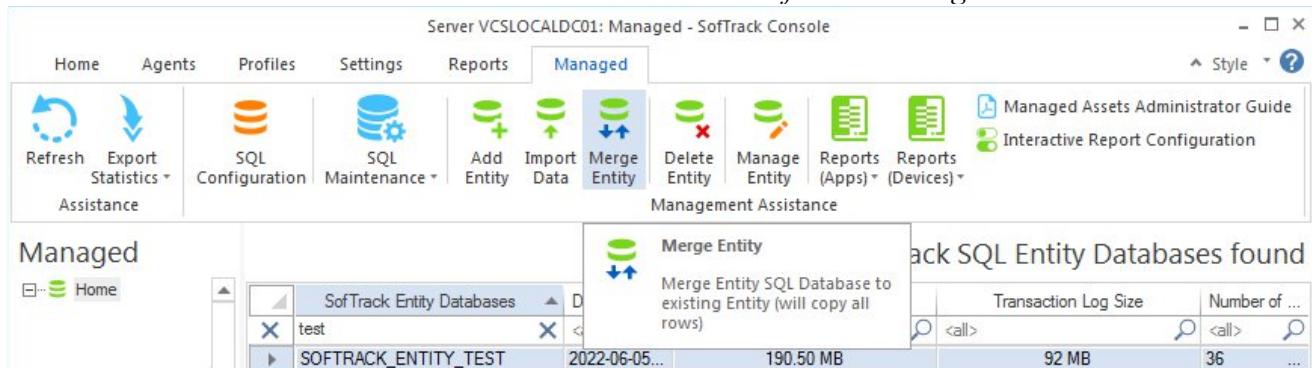 Server VCSLOCALDC01: Managed - SofTrack Console
Home Agents Profiles Settings Reports Managed Style
Refresh Export Statistics SQL Configuration SQL Maintenance Add Entity Import Data Merge Entity Delete Entity Manage Entity Reports (Apps) Reports (Devices)
Managed Assets Administrator Guide
Interactive Report Configuration
Assistance Management Assistance
Managed
Home
ack SQL Entity Databases found
Merge Entity
Merge Entity SQL Database to
existing Entity (will copy all
rows)
SofTrack Entity Databases D Transaction Log Size Number of ...
test <all> <all>
SOFTRACK_ENTITY_TEST 2022-06-05... 190.50 MB 92 MB 36 ...